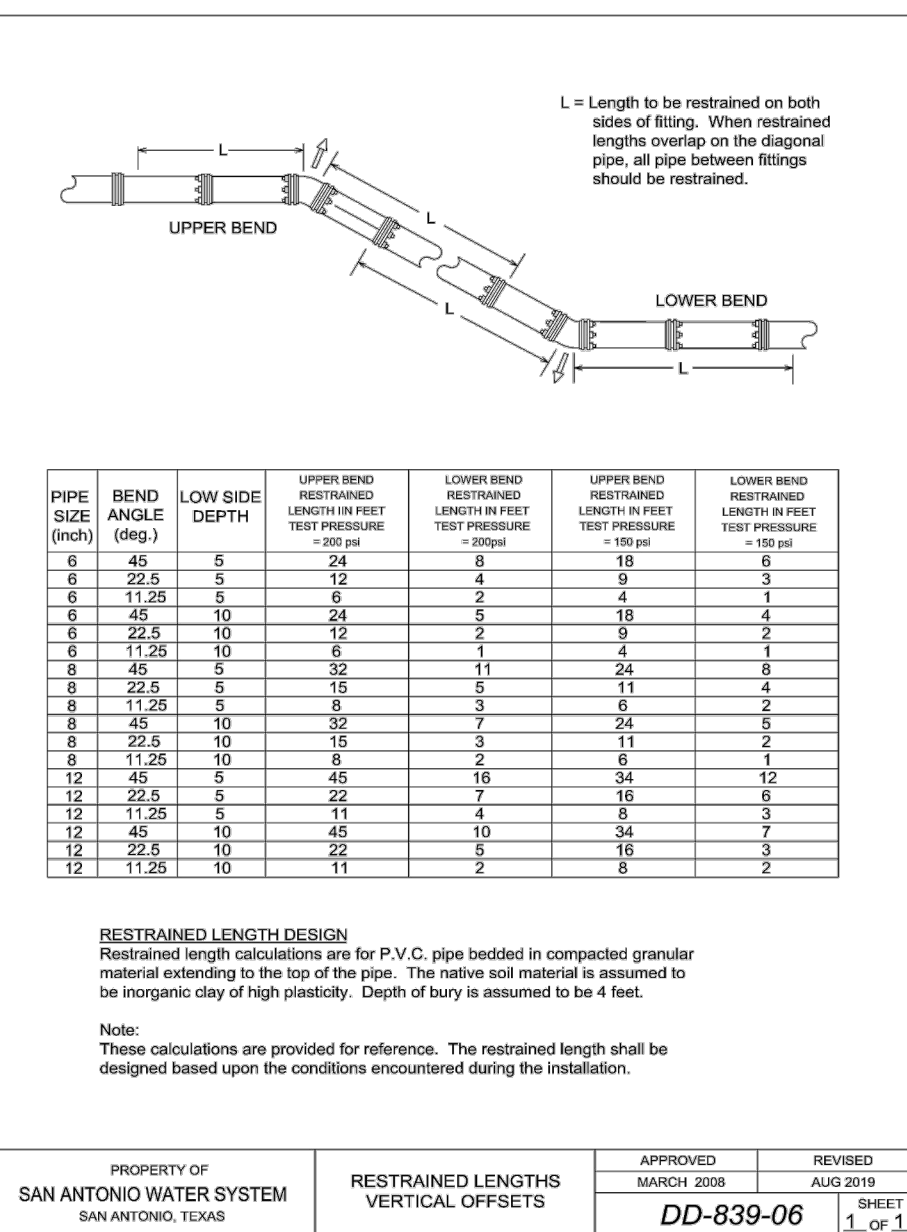 L = Length to be restrained on both
sides of fitting. When restrained
lengths overlap on the diagonal
pipe, all pipe between fittings
should be restrained.
L
UPPER BEND
L
L
LOWER BEND
L
PIPE SIZE (inch) BEND ANGLE (deg.) LOW SIDE DEPTH UPPER BEND RESTRAINED LENGTH IIN FEET TEST PRESSURE = 200 psi LOWER BEND RESTRAINED LENGTH IN FEET TEST PRESSURE = 200psi UPPER BEND RESTRAINED LENGTH IN FEET TEST PRESSURE = 150 psi LOWER BEND RESTRAINED LENGTH IN FEET TEST PRESSURE = 150 psi
6 45 5 24 8 18 6
6 22.5 5 12 4 9 3
6 11.25 5 6 2 4 1
6 45 10 24 5 18 4
6 22.5 10 12 2 9 2
6 11.25 10 6 1 4 1
8 45 5 32 11 24 8
8 22.5 5 15 5 11 4
8 11.25 5 8 3 6 2
8 45 10 32 7 24 5
8 22.5 10 15 3 11 2
8 11.25 10 8 2 6 1
12 45 5 45 16 34 12
12 22.5 5 22 7 16 6
12 11.25 5 11 4 8 3
12 45 10 45 10 34 7
12 22.5 10 22 5 16 3
12 11.25 10 11 2 8 2
RESTRAINED LENGTH DESIGN
Restrained length calculations are for P.V.C. pipe bedded in compacted granular
material extending to the top of the pipe. The native soil material is assumed to
be inorganic clay of high plasticity. Depth of bury is assumed to be 4 feet.
Note:
These calculations are provided for reference. The restrained length shall be
designed based upon the conditions encountered during the installation.
PROPERTY OF
SAN ANTONIO WATER SYSTEM
SAN ANTONIO, TEXAS
RESTRAINED LENGTHS
VERTICAL OFFSETS
APPROVED REVISED
MARCH 2008 AUG 2019
DD-839-06
SHEET
1 OF 1